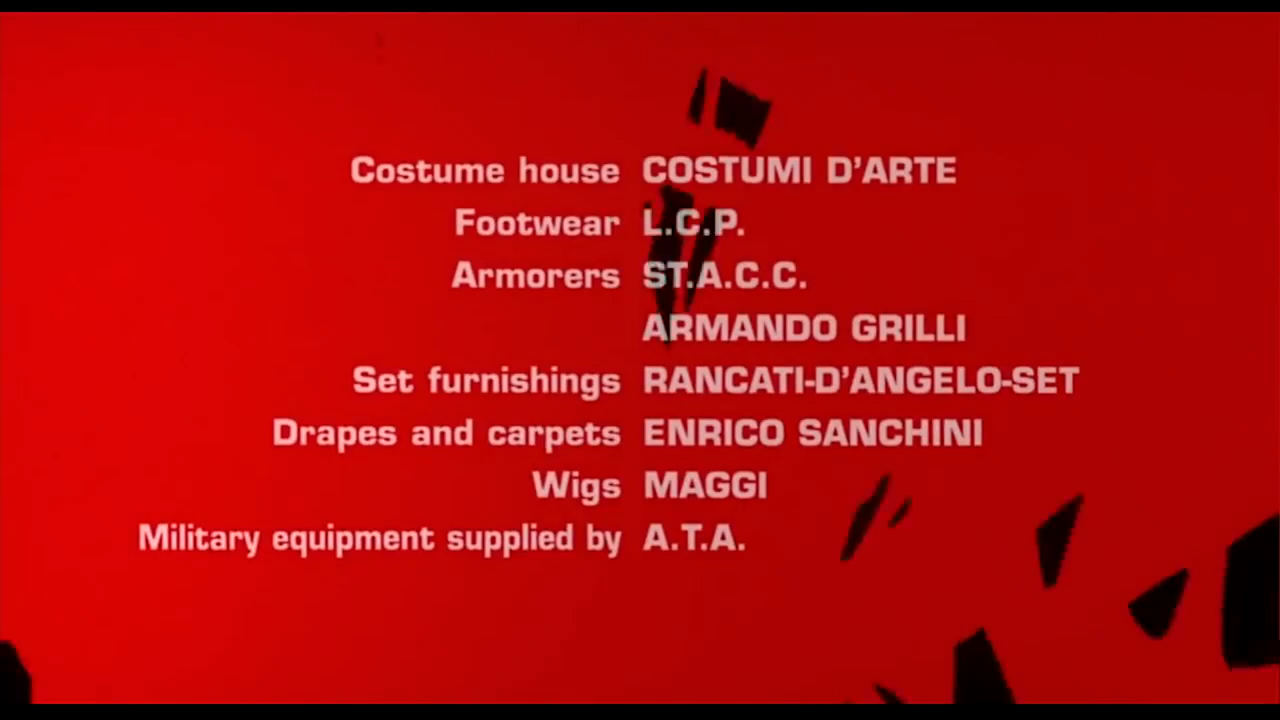 Costume house COSTUMI D'ARTE
Footwear L.C.P.
Armorers ST.A.C.C.
ARMANDO GRILLI
Set furnishings RANCATI-D'ANGELO-SET
Drapes and carpets ENRICO SANCHINI
Wigs MAGGI
Military equipment supplied by A.T.A.